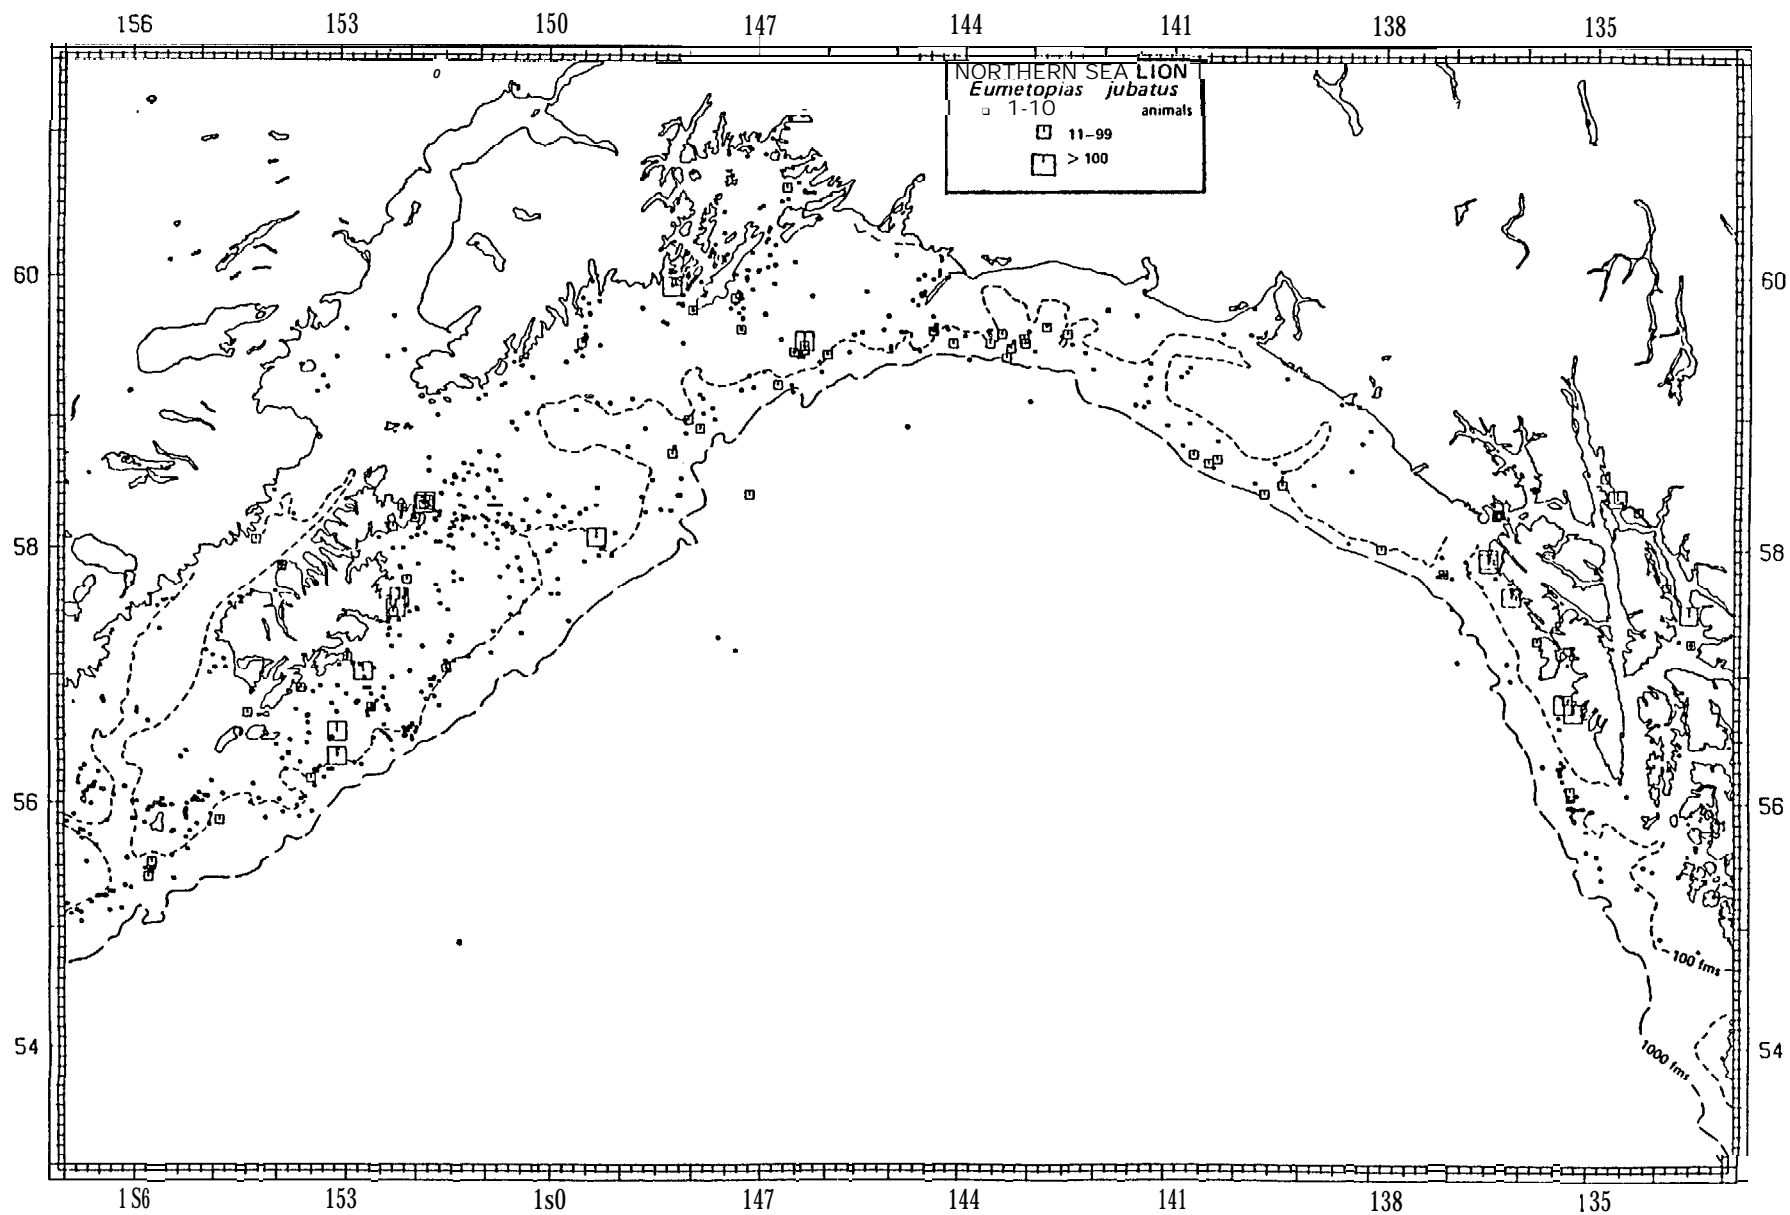 1S6 153 150 147 144 141 138 135
NORTHERN SEA LION
Eumetopias jubatus
1-10 animals
11-99
> 100
60 60
58 58
56 56
100 fms
54 54
1000 fms
1S6 153 1s0 147 144 141 138 135